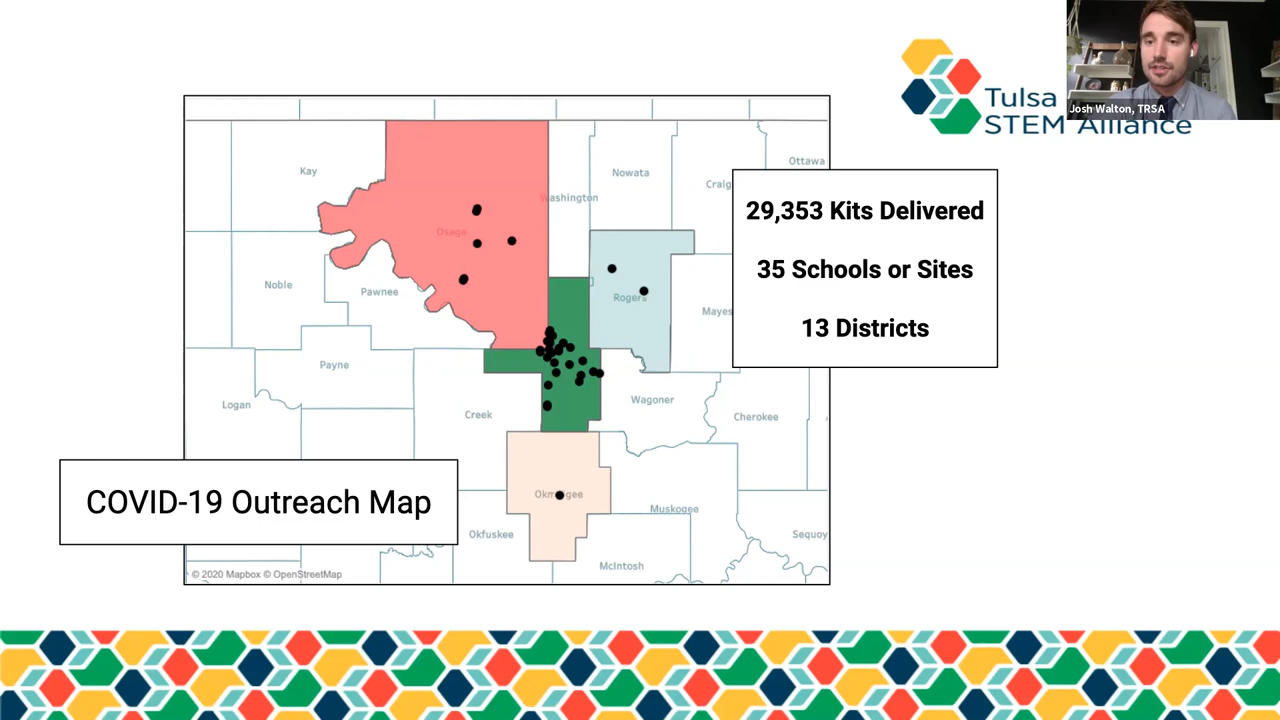 Tulsa
STEM Alliance
Josh Walton, TRSA
29,353 Kits Delivered
35 Schools or Sites
13 Districts
Kay
Osage
Washington
Nowata
Craig
Ottawa
Noble
Pawnee
Rogers
Mayes
Payne
Logan
Creek
Wagoner
Cherokee
Okmulgee
Muskogee
Okfuskee
McIntosh
Sequoy
COVID-19 Outreach Map
© 2020 Mapbox © OpenStreetMap